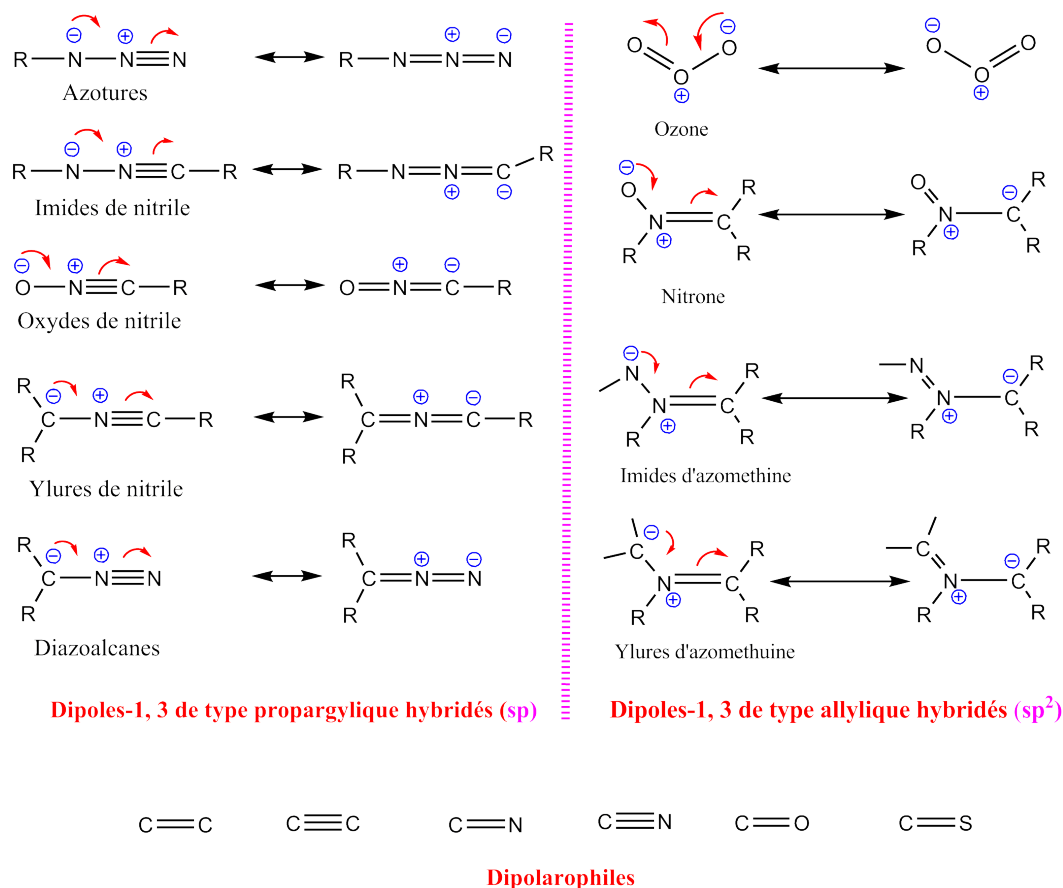 R N N N R N N N
Azotures
R N N C R R N N C R
Imides de nitrile
O N C R O N C R
Oxydes de nitrile
R R
C N C R C N C R
R R
Ylures de nitrile
R R
C N N C N N
R R
Diazoalcanes
Dipoles-1, 3 de type propargylique hybridés (sp)
O O O O
O O
Ozone
O R O R
N C N C
R R R R
Nitrone
N R N R
N C N C
R R R R
Imides d'azomethine
C R C R
N C N C
R R R R
Ylures d'azomethuine
Dipoles-1, 3 de type allylique hybridés (sp²)
C C C C C N C N C O C S
Dipolarophiles